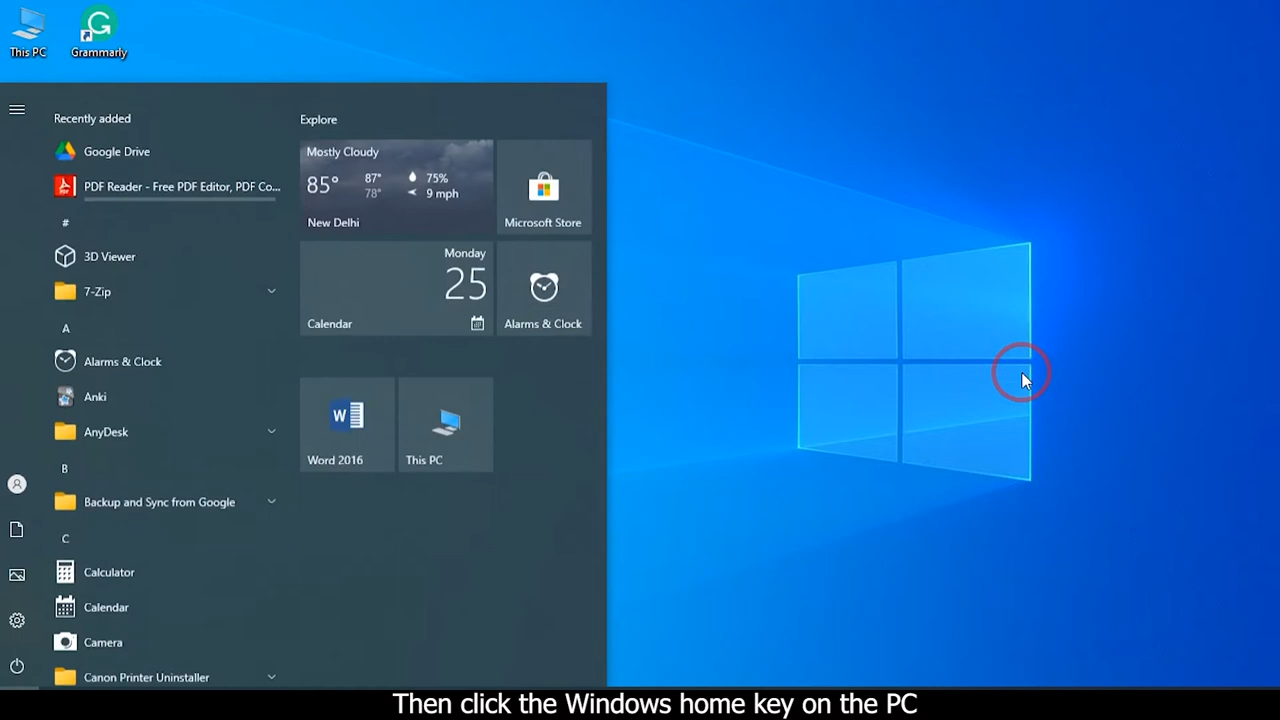 This PC
Grammarly
Recently added
Google Drive
PDF Reader - Free PDF Editor, PDF Co...
#
3D Viewer
7-Zip
A
Alarms & Clock
Anki
AnyDesk
B
Backup and Sync from Google
C
Calculator
Calendar
Camera
Canon Printer Uninstaller
Explore
Mostly Cloudy
85° 87° 75%
78° 9 mph
New Delhi
Microsoft Store
Monday
25
Calendar
Alarms & Clock
W
Word 2016
This PC
Then click the Windows home key on the PC